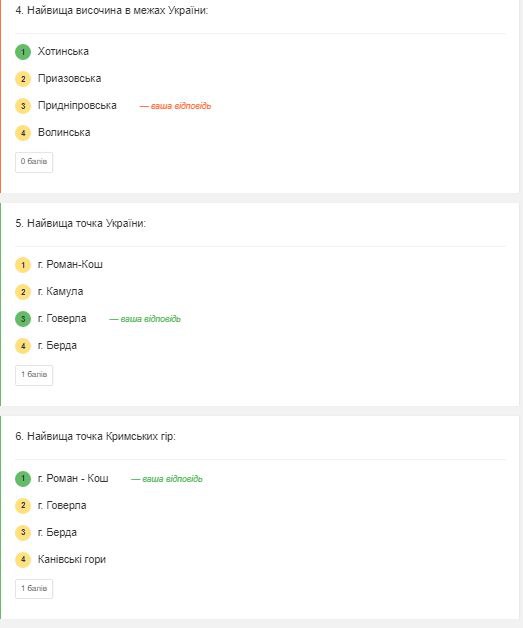 4. Найвища височина в межах України:
1 Хотинська
2 Приазовська
3 Придніпровська — ваша відповідь
4 Волинська
0 балів
5. Найвища точка України:
1 г. Роман-Кош
2 г. Камула
3 г. Говерла — ваша відповідь
4 г. Берда
1 балів
6. Найвища точка Кримських гір:
1 г. Роман - Кош — ваша відповідь
2 г. Говерла
3 г. Берда
4 Канівські гори
1 балів